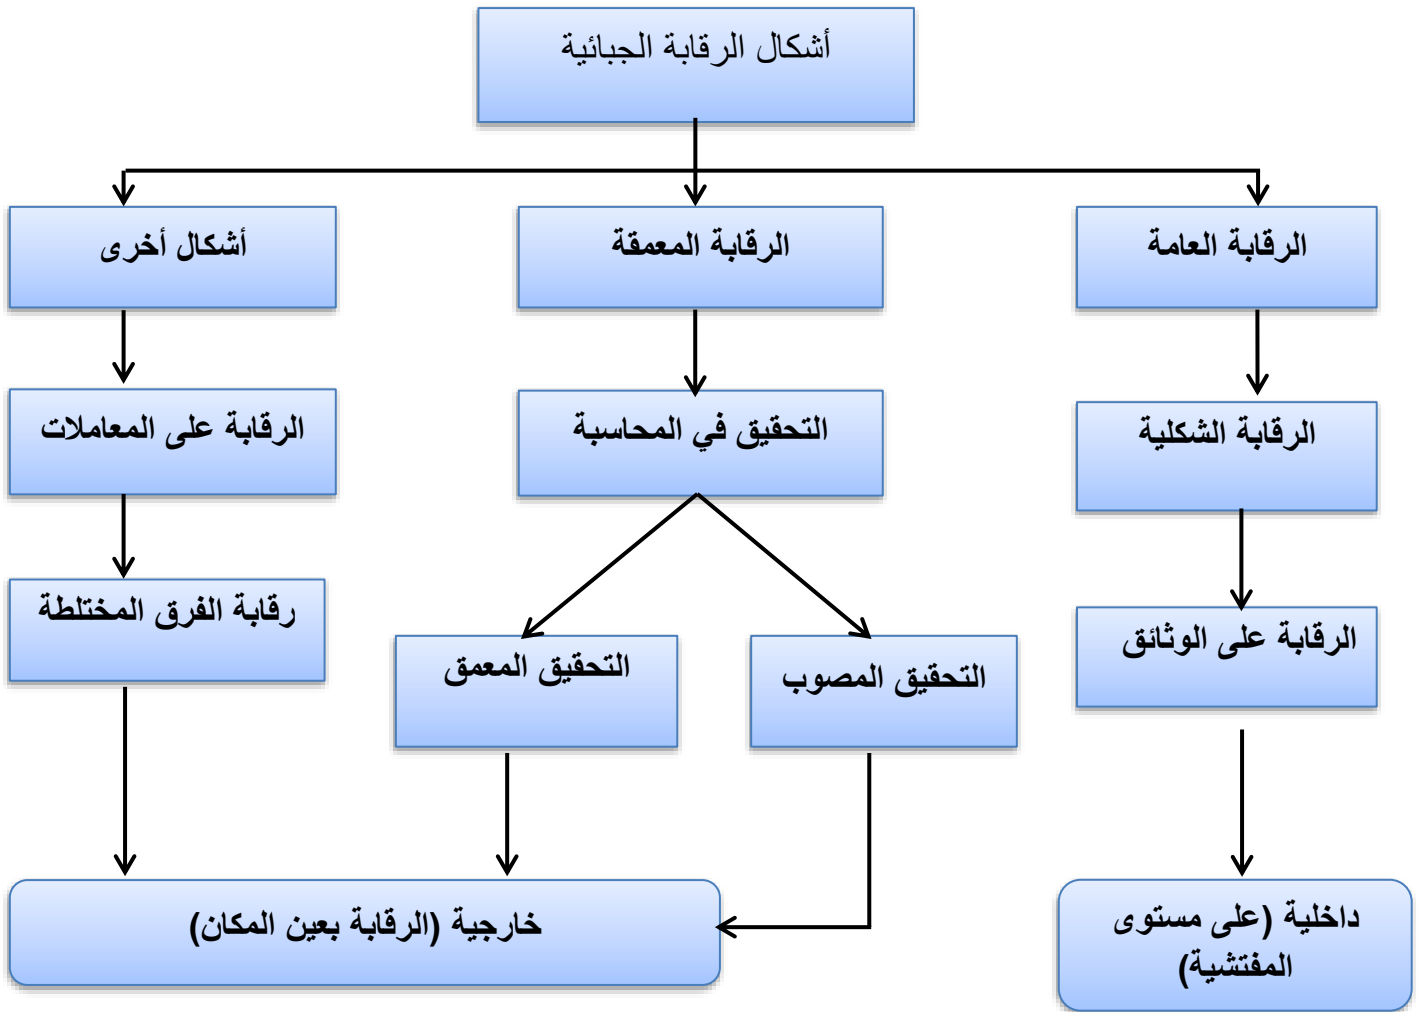 أشكال الرقابة الجبائية
الرقابة العامة
الرقابة المعمقة
أشكال أخرى
الرقابة الشكلية
التحقيق في المحاسبة
الرقابة على المعاملات
الرقابة على الوثائق
التحقيق المصوب
التحقيق المعمق
رقابة الفرق المختلطة
داخلية (على مستوى
المفتشية)
خارجية (الرقابة بعين المكان)